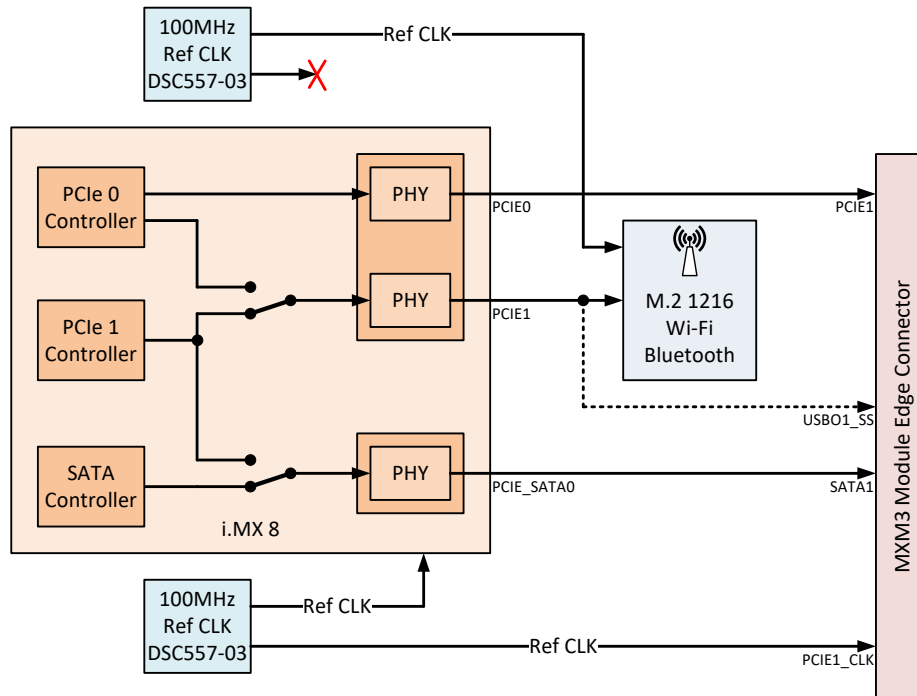 100MHz
Ref CLK
DSC557-03
Ref CLK
PCIe 0
Controller
PHY
PCIE0
PCIE1
PCIe 1
Controller
PHY
PCIE1
M.2 1216
Wi-Fi
Bluetooth
USBO1_SS
SATA
Controller
PHY
PCIE_SATA0
SATA1
i.MX 8
MXM3 Module Edge Connector
100MHz
Ref CLK
DSC557-03
Ref CLK
Ref CLK
PCIE1_CLK